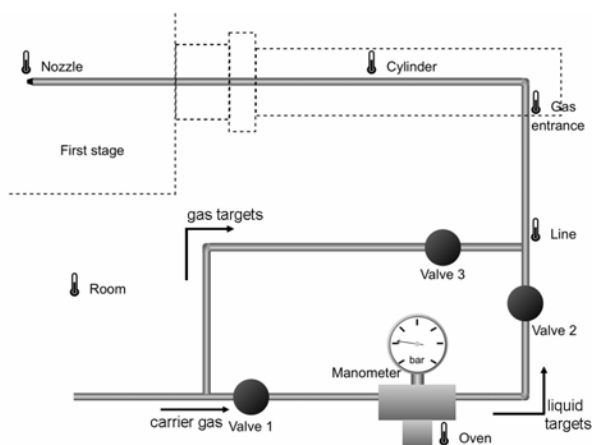 Nozzle
Cylinder
Gas
entrance
First stage
gas targets
Line
Room
Valve 3
Valve 2
bar
Manometer
carrier gas
Valve 1
liquid
targets
Oven